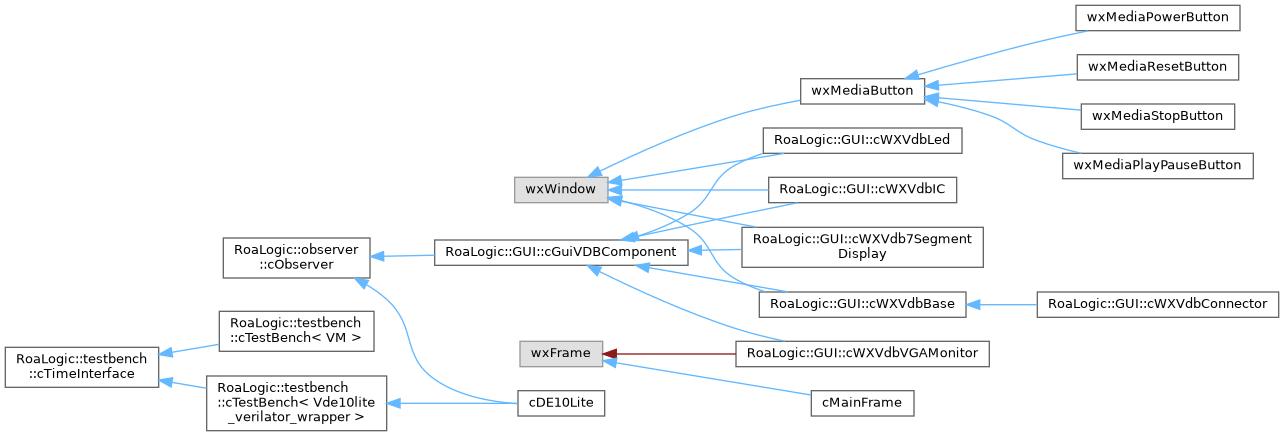 wxMediaPowerButton
wxMediaResetButton
wxMediaButton
wxMediaStopButton
RoaLogic::GUI::cWXVdbLed
wxMediaPlayPauseButton
wxWindow
RoaLogic::GUI::cWXVdbIC
RoaLogic::observer
::cObserver
RoaLogic::GUI::cGuiVDBComponent
RoaLogic::GUI::cWXVdb7Segment
Display
RoaLogic::GUI::cWXVdbBase
RoaLogic::GUI::cWXVdbConnector
RoaLogic::testbench
::cTestBench< VM >
wxFrame
RoaLogic::GUI::cWXVdbVGAMonitor
RoaLogic::testbench
::cTimeInterface
RoaLogic::testbench
::cTestBench< Vde10lite
_verilator_wrapper >
cDE10Lite
cMainFrame